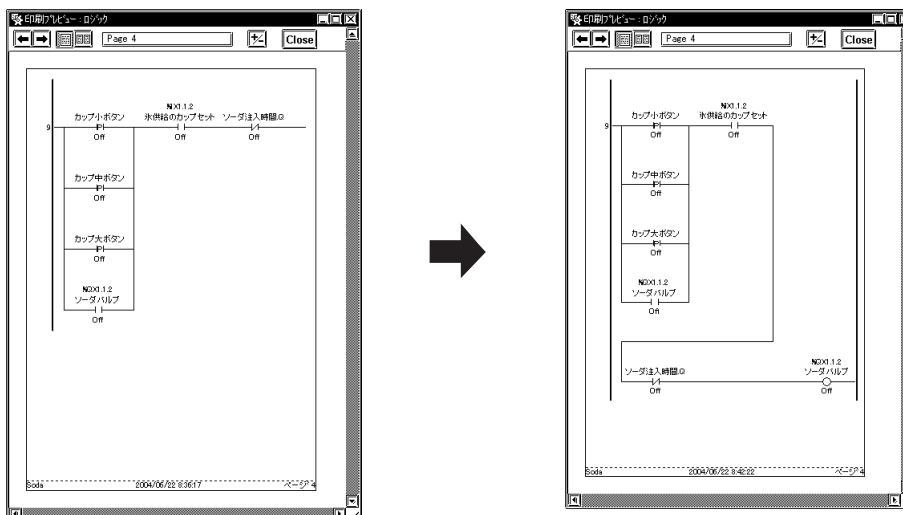 印刷プレビュー : ロジック
Page 4
Close
%IX1.1.2
カップ小ボタン 氷供給のカップセット ソーダ注入時間.Q
9
P P
Off Off Off
カップ中ボタン
P
Off
カップ大ボタン
P
Off
%QX1.1.2
ソーダバルブ
Off
Soda 2004/06/22 8:36:17 ページ 4
印刷プレビュー : ロジック
Page 4
Close
%IX1.1.2
カップ小ボタン 氷供給のカップセット
9
P
Off Off
カップ中ボタン
P
Off
カップ大ボタン
P
Off
%QX1.1.2
ソーダバルブ
Off
%QX1.1.2
ソーダ注入時間.Q ソーダバルブ
Off Off
Soda 2004/06/22 8:42:22 ページ 4